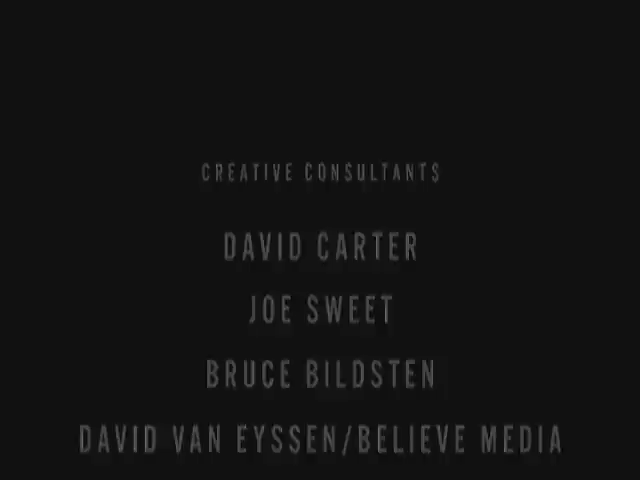 CREATIVE CONSULTANTS
DAVID CARTER
JOE SWEET
BRUCE BILDSTEN
DAVID VAN EYSSEN/BELIEVE MEDIA